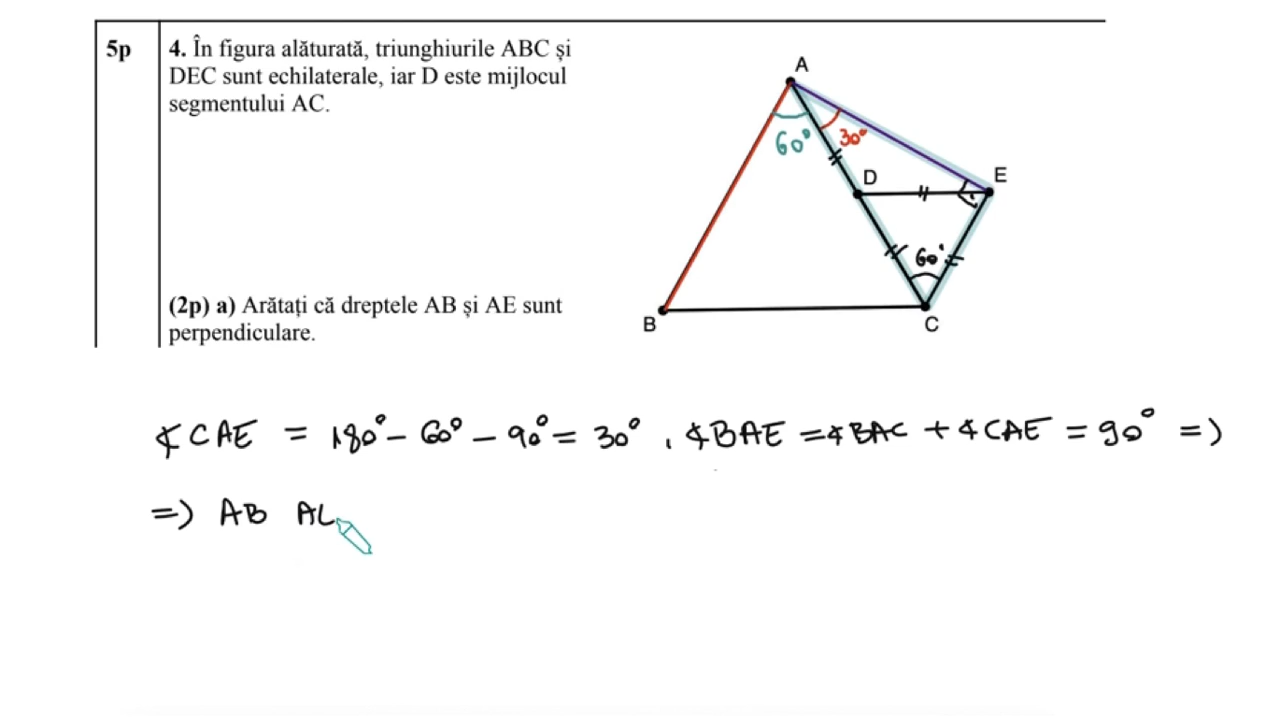 5p
4. În figura alăturată, triunghiurile ABC și
DEC sunt echilaterale, iar D este mijlocul
segmentului AC.
(2p) a) Arătați că dreptele AB și AE sunt
perpendiculare.
A
60°
30°
D
E
60°
B
C
∢CAE = 180° - 60° - 90° = 30°, ∢BAE = ∢BAC + ∢CAE = 90° =>
=> AB